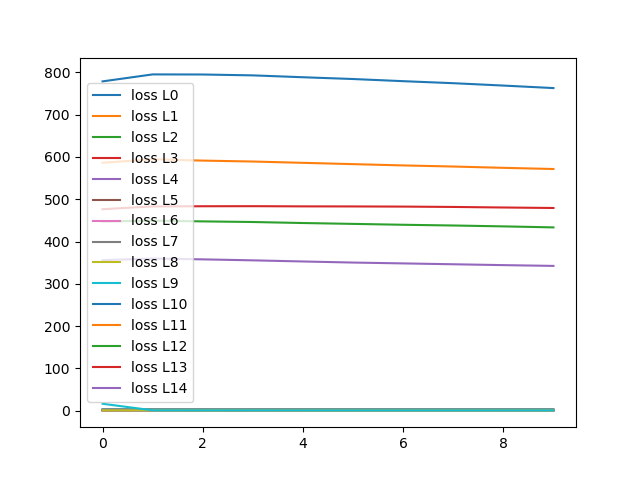 800
700
600
500
400
300
200
100
0
loss L0
loss L1
loss L2
loss L3
loss L4
loss L5
loss L6
loss L7
loss L8
loss L9
loss L10
loss L11
loss L12
loss L13
loss L14
0 2 4 6 8